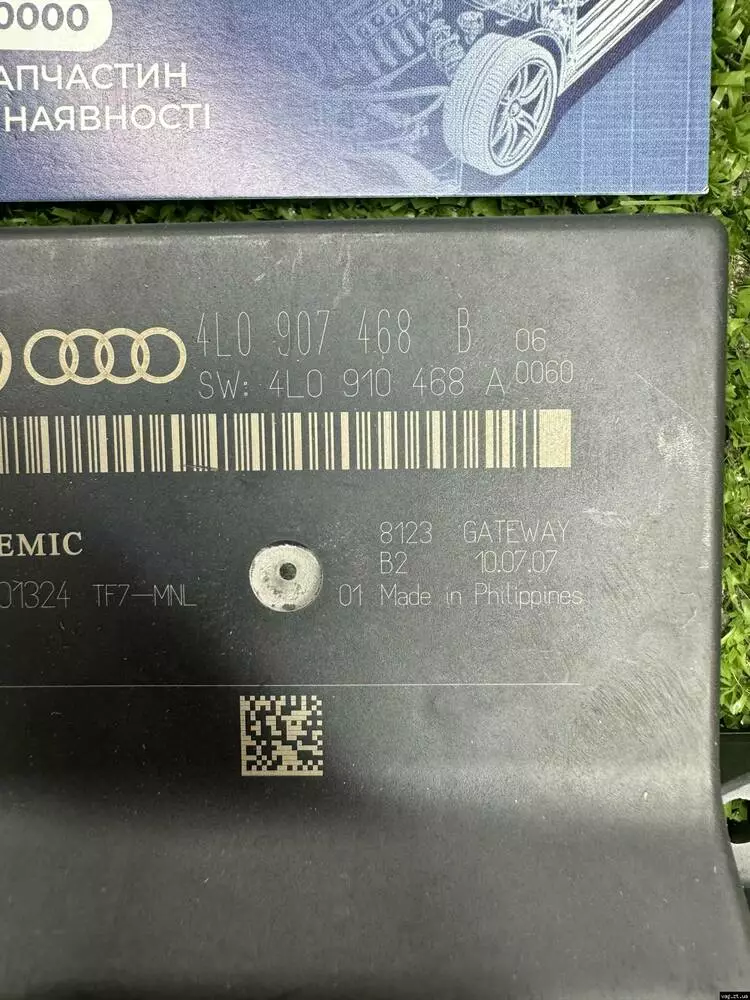 0000
АПЧАСТИН
НАЯВНОСТІ
4L0 907 468 B 06
SW: 4L0 910 468 A 0060
EMIC
8123 GATEWAY
B2 10.07.07
01324 TF7-MNL
01 Made in Philippines
vag.zt.ua